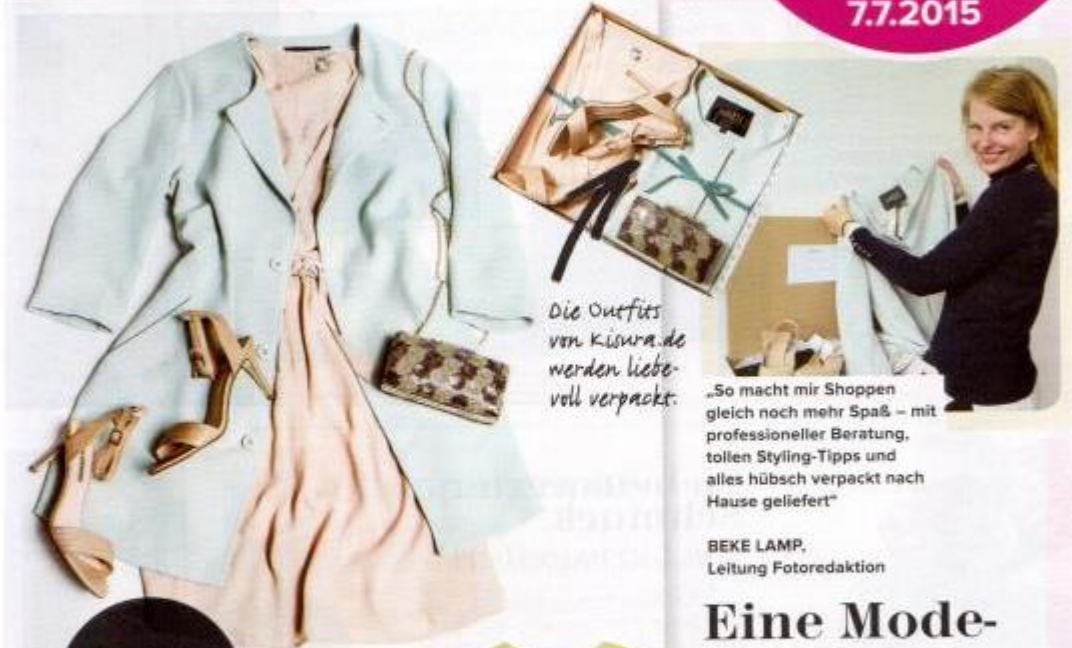 7.7.2015
Die Outfits
von Kisura.de
werden liebe-
voll verpackt.
„So macht mir Shoppen
gleich noch mehr Spaß – mit
professioneller Beratung,
tollen Styling-Tipps und
alles hübsch verpackt nach
Hause geliefert“
BEKE LAMP,
Leitung Fotoredaktion
Eine Mode-